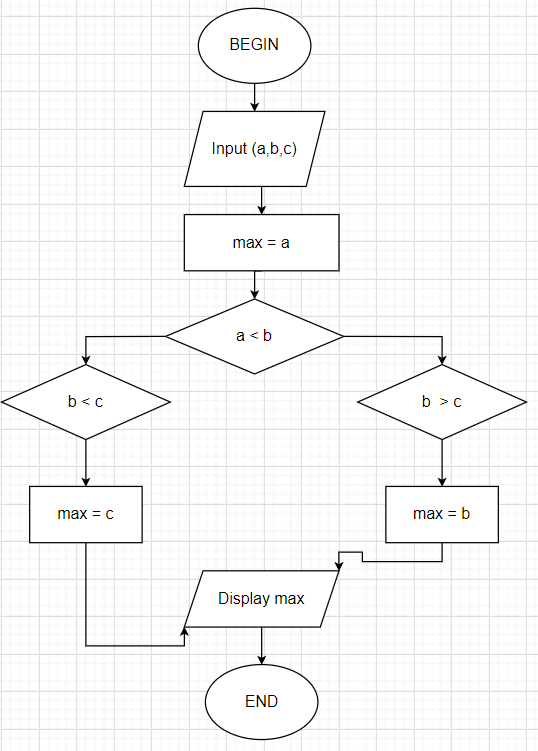 BEGIN
Input (a,b,c)
max = a
a < b
b < c
b > c
max = c
max = b
Display max
END